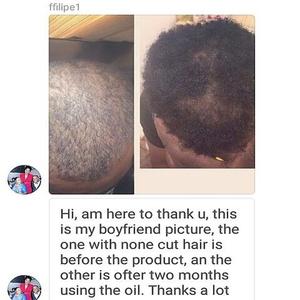 ffilipe1
Hi, am here to thank u, this
is my boyfriend picture, the
one with none cut hair is
before the product, an the
other is ofter two months
using the oil. Thanks a lot